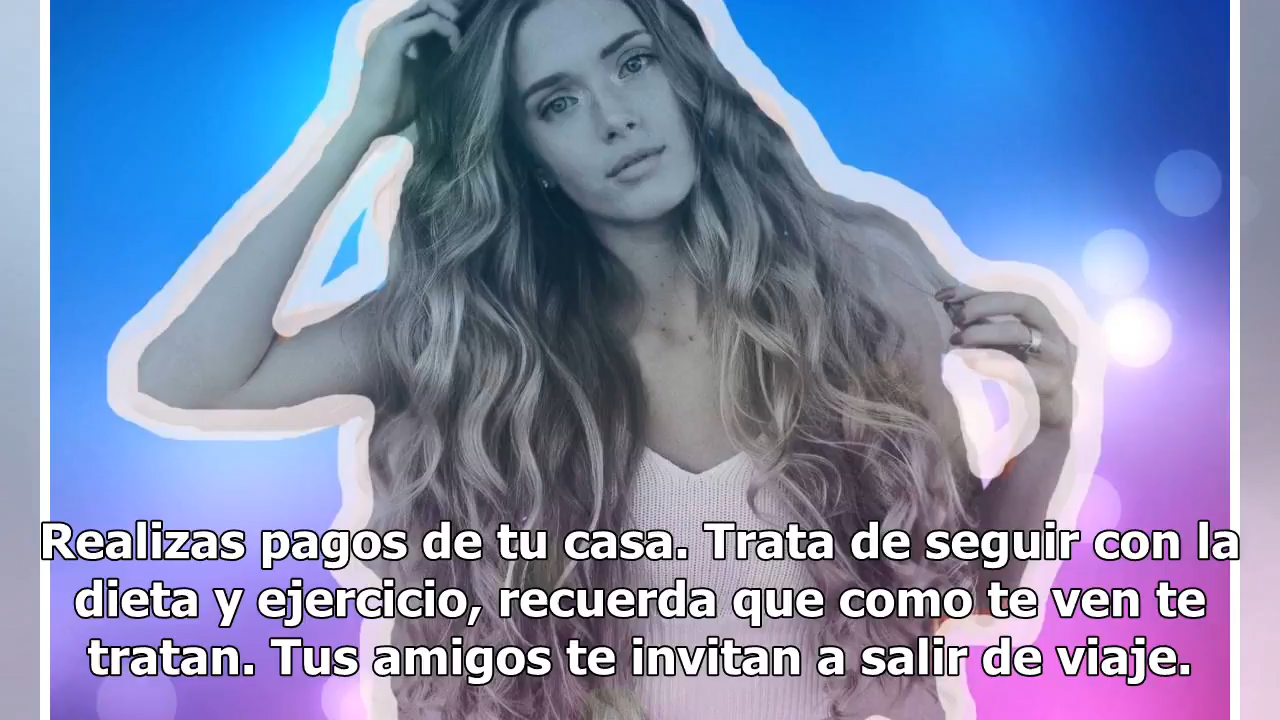 Realizas pagos de tu casa. Trata de seguir con la
dieta y ejercicio, recuerda que como te ven te
tratan. Tus amigos te invitan a salir de viaje.